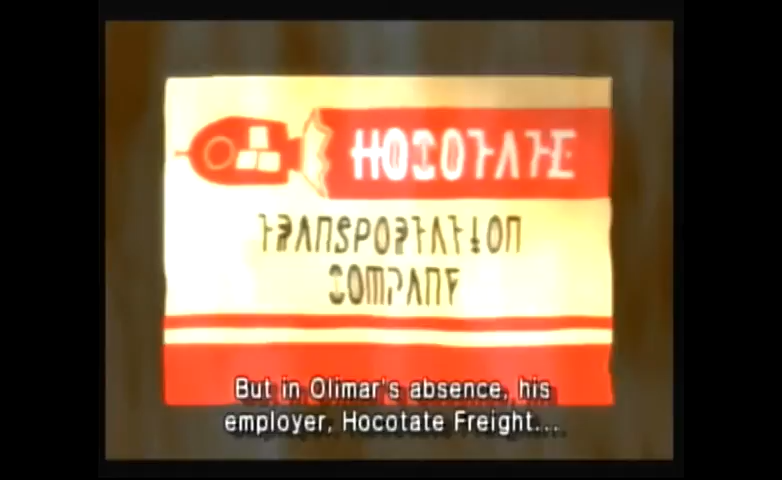 HOCOTATE
TRANSPORTATION
COMPANY
But in Olimar's absence, his
employer, Hocotate Freight...